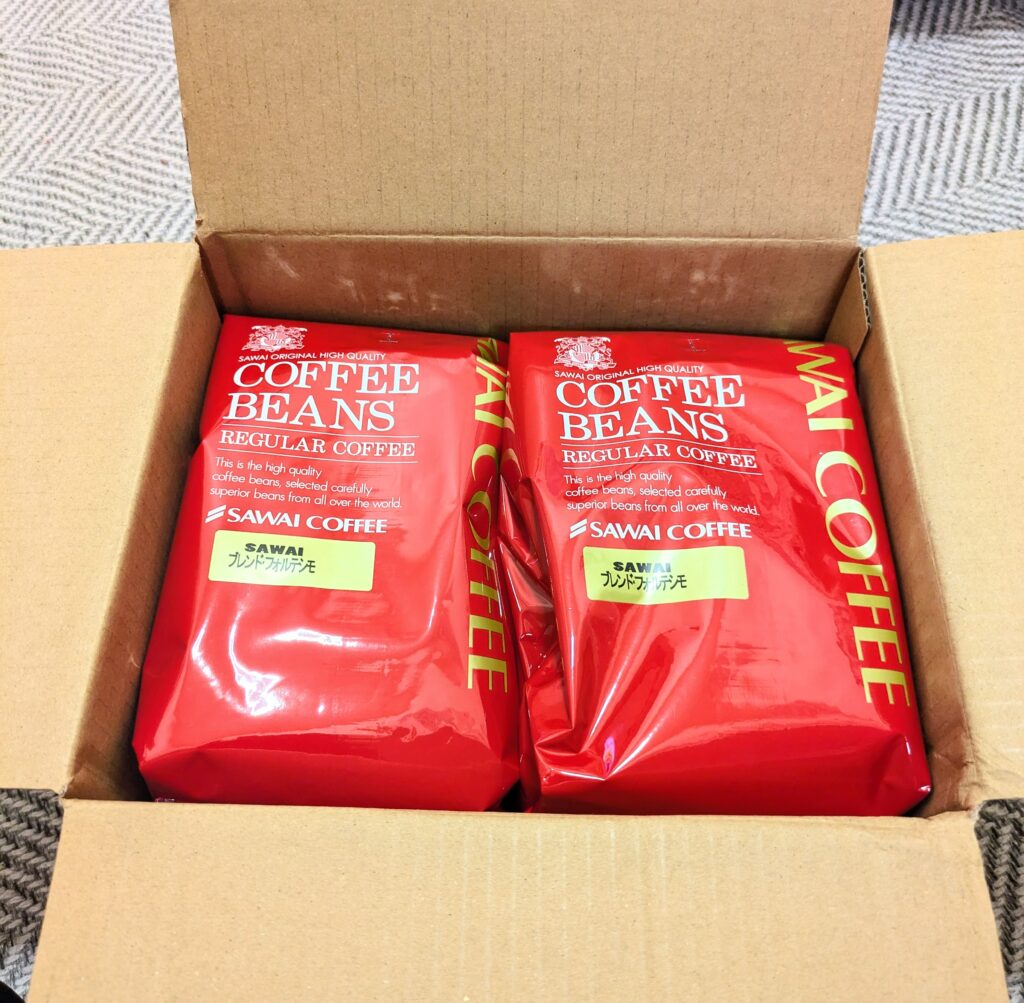 SAWAI ORIGINAL HIGH QUALITY
COFFEE
BEANS
REGULAR COFFEE
This is the high quality
coffee beans, selected carefully
superior beans from all over the world.
SAWAI COFFEE
SAWAI
ブレンド・フォルテシモ
WAI COFFEE
SAWAI ORIGINAL HIGH QUALITY
COFFEE
BEANS
REGULAR COFFEE
This is the high quality
coffee beans, selected carefully
superior beans from all over the world.
SAWAI COFFEE
SAWAI
ブレンド・フォルテシモ
WAI COFFEE